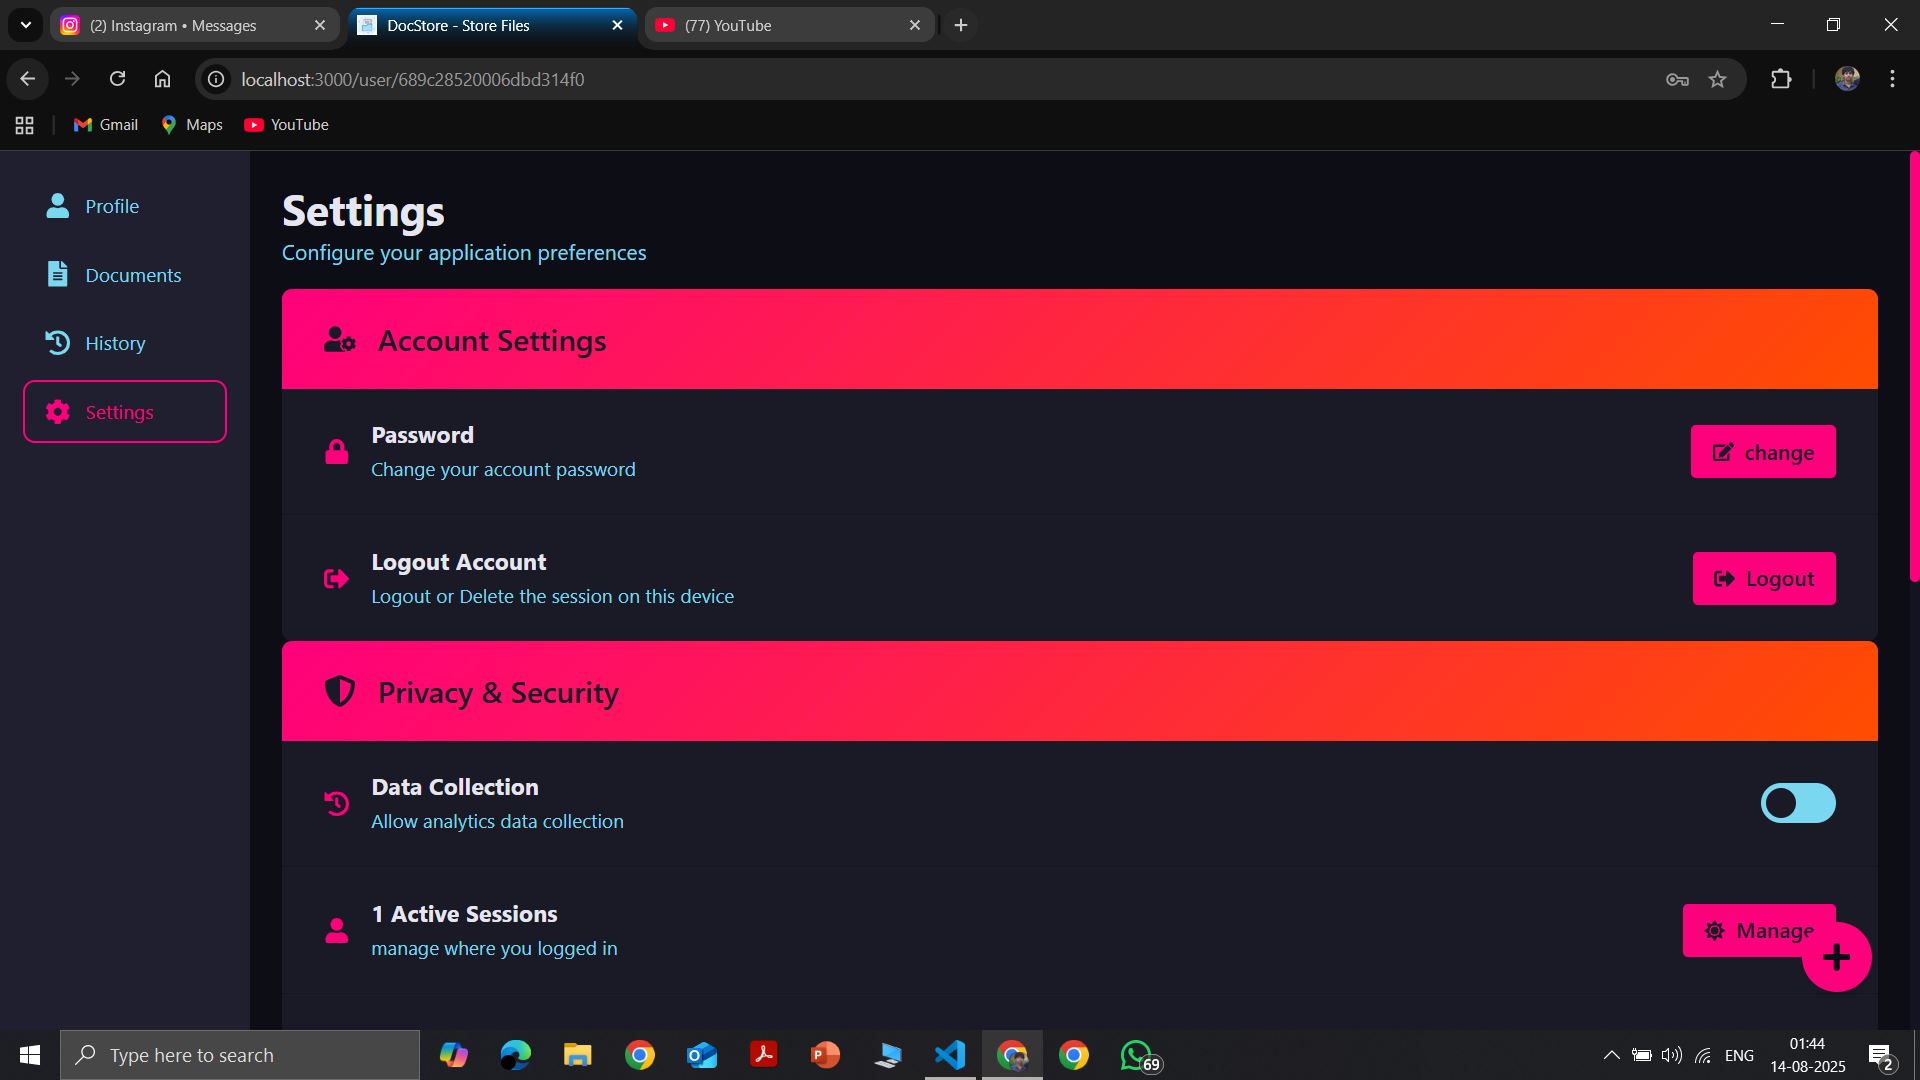 (2) Instagram • Messages
DocStore - Store Files
(77) YouTube
localhost:3000/user/689c28520006dbd314f0
Gmail
Maps
YouTube
Profile
Documents
History
Settings
Settings
Configure your application preferences
Account Settings
Password
Change your account password
change
Logout Account
Logout or Delete the session on this device
Logout
Privacy & Security
Data Collection
Allow analytics data collection
1 Active Sessions
manage where you logged in
Manage
Type here to search
69
ENG
01:44
14-08-2025
2